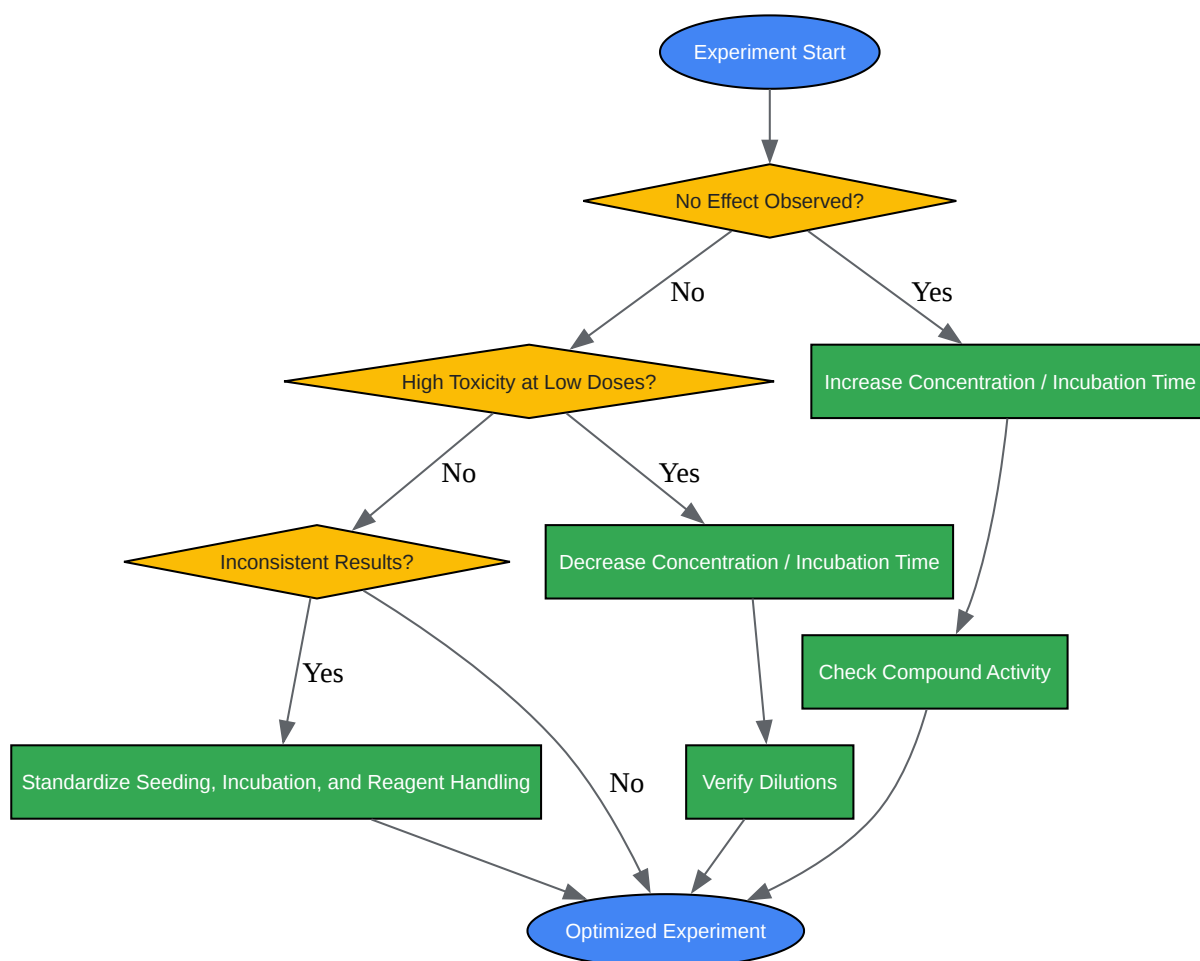 Experiment Start
No Effect Observed?
No
Yes
High Toxicity at Low Doses?
Increase Concentration / Incubation Time
No
Yes
Inconsistent Results?
Decrease Concentration / Incubation Time
Yes
Check Compound Activity
Standardize Seeding, Incubation, and Reagent Handling
No
Verify Dilutions
Optimized Experiment